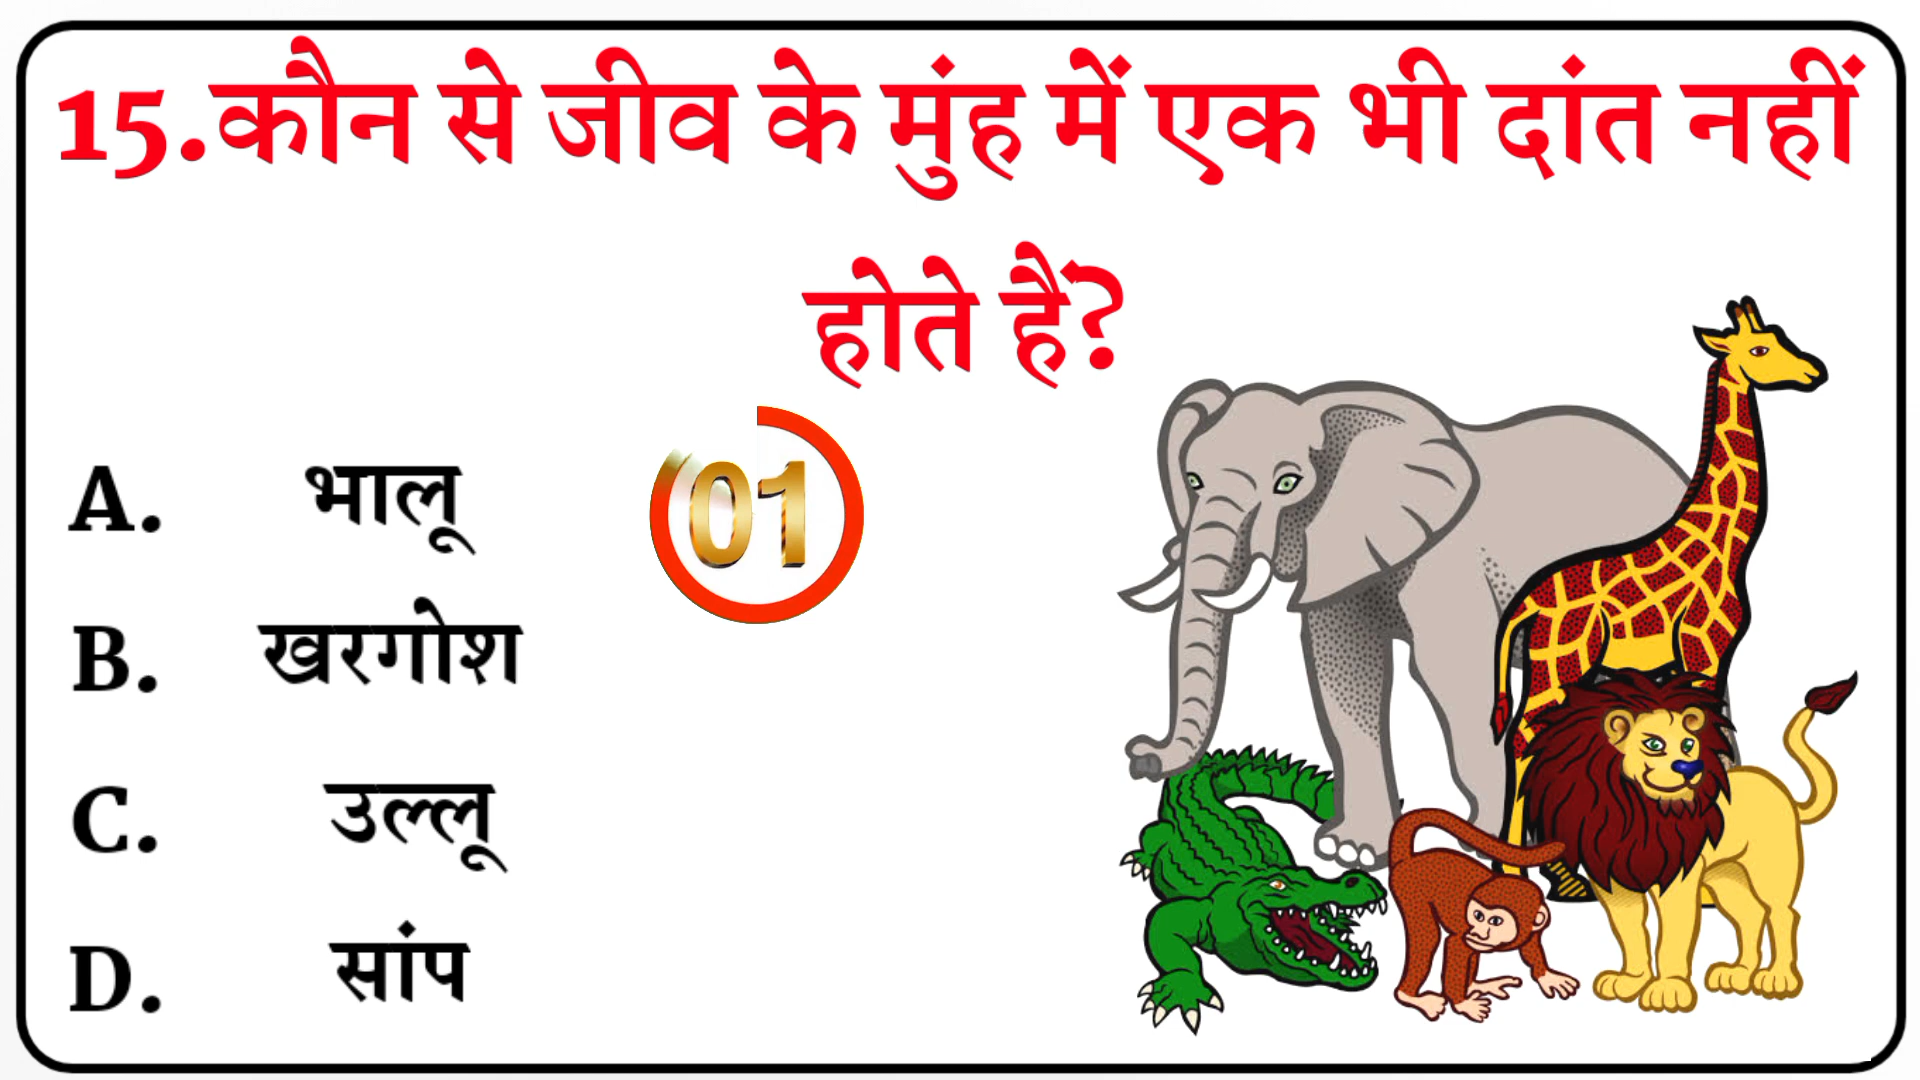 15.कौन से जीव के मुंह में एक भी दांत नहीं
होते हैं?
A. भालू
01
B. खरगोश
C. उल्लू
D. सांप